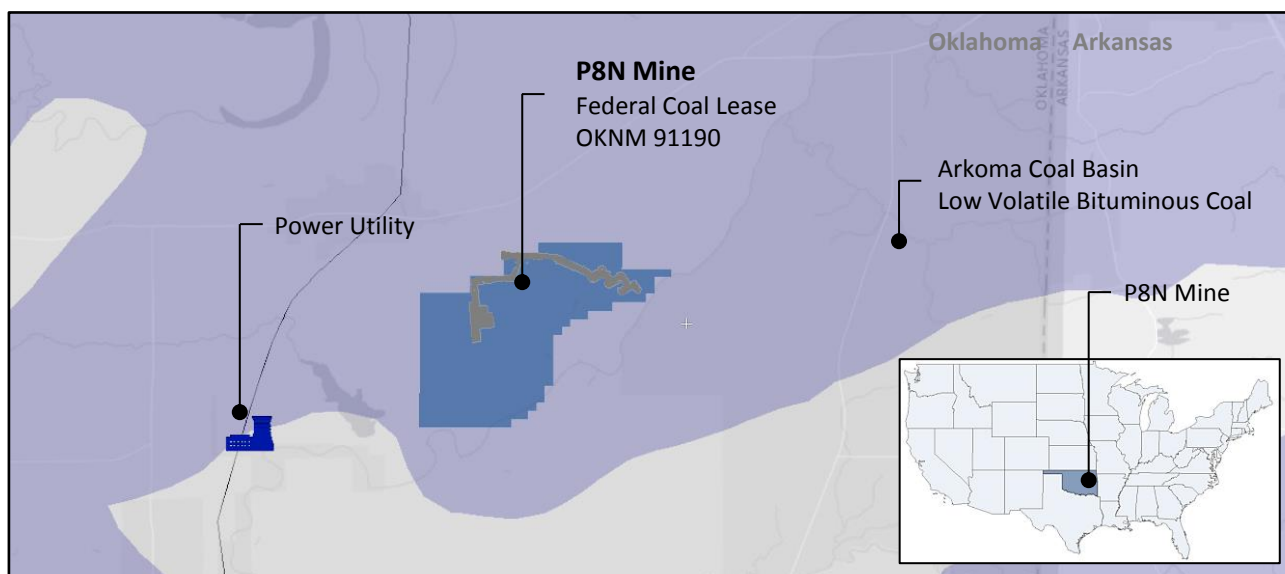 Oklahoma Arkansas
P8N Mine
Federal Coal Lease
OKNM 91190
OKLAHOMA
ARKANSAS
Arkoma Coal Basin
Low Volatile Bituminous Coal
Power Utility
P8N Mine